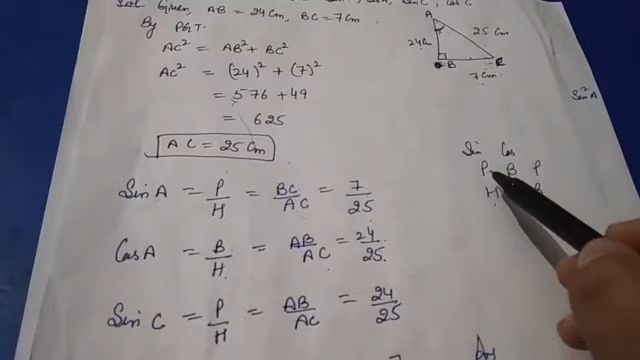 Sol Given, AB = 24 cm, BC = 7 cm
By PGT.
AC² = AB² + BC²
AC² = (24)² + (7)²
= 576 + 49
= 625
AC = 25 cm
A
24 cm
25 cm
B
C
7 cm
Sin² A
Sin Cos
P B P
H B
Sin A = P/H = BC/AC = 7/25
Cos A = B/H = AB/AC = 24/25
Sin C = P/H = AB/AC = 24/25